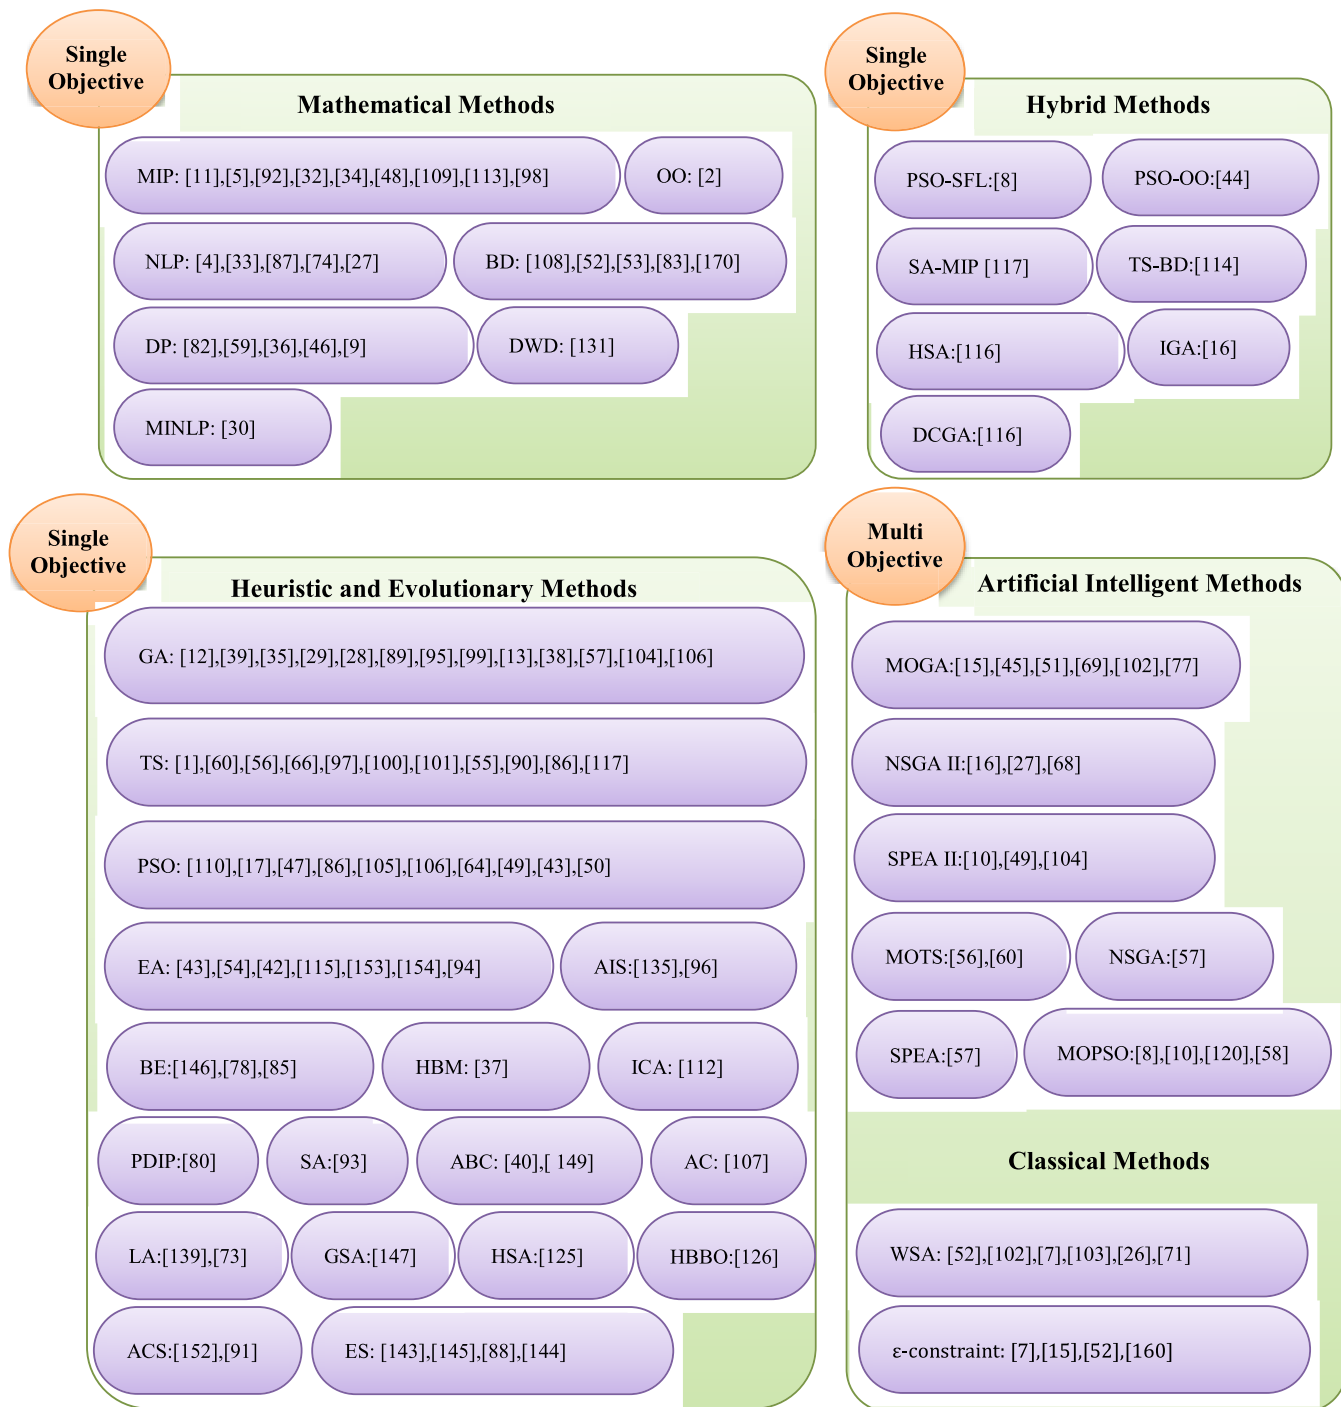 Single
Objective
Mathematical Methods
MIP: [11],[5],[92],[32],[34],[48],[109],[113],[98]
OO: [2]
NLP: [4],[33],[87],[74],[27]
BD: [108],[52],[53],[83],[170]
DP: [82],[59],[36],[46],[9]
DWD: [131]
MINLP: [30]
Single
Objective
Hybrid Methods
PSO-SFL:[8]
PSO-OO:[44]
SA-MIP [117]
TS-BD:[114]
HSA:[116]
IGA:[16]
DCGA:[116]
Single
Objective
Heuristic and Evolutionary Methods
GA: [12],[39],[35],[29],[28],[89],[95],[99],[13],[38],[57],[104],[106]
TS: [1],[60],[56],[66],[97],[100],[101],[55],[90],[86],[117]
PSO: [110],[17],[47],[86],[105],[106],[64],[49],[43],[50]
EA: [43],[54],[42],[115],[153],[154],[94]
AIS:[135],[96]
BE:[146],[78],[85]
HBM: [37]
ICA: [112]
PDIP:[80]
SA:[93]
ABC: [40],[ 149]
AC: [107]
LA:[139],[73]
GSA:[147]
HSA:[125]
HBBO:[126]
ACS:[152],[91]
ES: [143],[145],[88],[144]
Multi
Objective
Artificial Intelligent Methods
MOGA:[15],[45],[51],[69],[102],[77]
NSGA II:[16],[27],[68]
SPEA II:[10],[49],[104]
MOTS:[56],[60]
NSGA:[57]
SPEA:[57]
MOPSO:[8],[10],[120],[58]
Classical Methods
WSA: [52],[102],[7],[103],[26],[71]
ε-constraint: [7],[15],[52],[160]